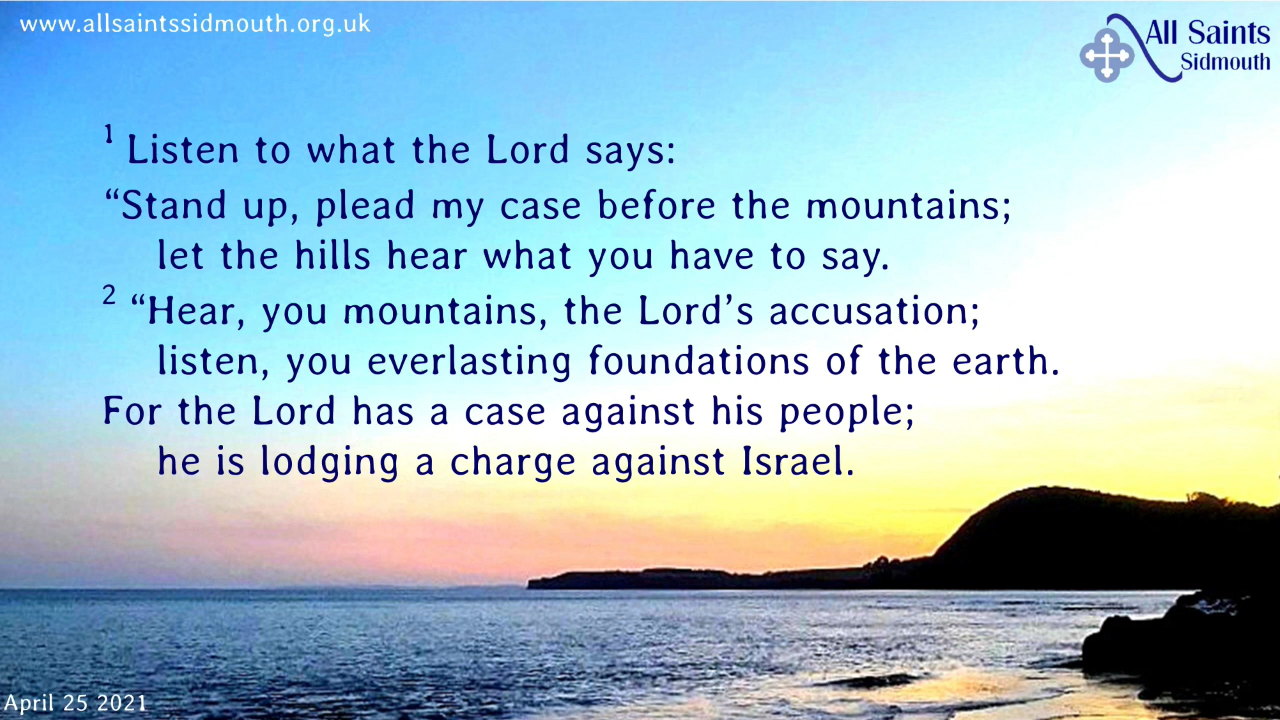 www.allsaintssidmouth.org.uk
All Saints
Sidmouth
1 Listen to what the Lord says:
“Stand up, plead my case before the mountains;
let the hills hear what you have to say.
2 “Hear, you mountains, the Lord’s accusation;
listen, you everlasting foundations of the earth.
For the Lord has a case against his people;
he is lodging a charge against Israel.
April 25 2021